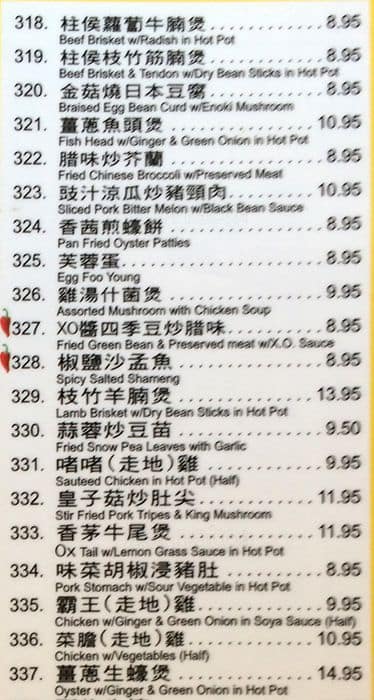 318. 柱侯蘿蔔牛腩煲 8.95
Beef Brisket w/Radish in Hot Pot
319. 柱侯枝竹筋腩煲 8.95
Beef Brisket & Tendon w/Dry Bean Sticks in Hot Pot
320. 金菇燒日本豆腐 8.95
Braised Egg Bean Curd w/Enoki Mushroom
321. 薑蔥魚頭煲 10.95
Fish Head w/Ginger & Green Onion in Hot Pot
322. 腊味炒芥蘭 8.95
Fried Chinese Broccoli w/Preserved Meat
323. 豉汁涼瓜炒豬頸肉 10.95
Sliced Pork Bitter Melon w/Black Bean Sauce
324. 香茜煎蠔餅 8.95
Pan Fried Oyster Patties
325. 芙蓉蛋 8.95
Egg Foo Young
326. 雞湯什菌煲 9.95
Assorted Mushroom with Chicken Soup
327. XO醬四季豆炒腊味 8.95
Fried Green Bean & Preserved meat w/X.O. Sauce
328. 椒鹽沙孟魚 8.95
Spicy Salted Shameng
329. 枝竹羊腩煲 13.95
Lamb Brisket w/Dry Bean Sticks in Hot Pot
330. 蒜蓉炒豆苗 9.50
Fried Snow Pea Leaves with Garlic
331. 啫啫(走地)雞 9.95
Sauteed Chicken in Hot Pot (Half)
332. 皇子菇炒肚尖 11.95
Stir Fried Pork Tripes & King Mushroom
333. 香茅牛尾煲 11.95
Ox Tail w/Lemon Grass Sauce in Hot Pot
334. 味菜胡椒浸豬肚 8.95
Pork Stomach w/Sour Vegetable in Hot Pot
335. 霸王(走地)雞 9.95
Chicken w/Ginger & Green Onion in Soya Sauce (Half)
336. 菜膽(走地)雞 10.95
Chicken w/Vegetables (Half)
337. 薑蔥生蠔煲 14.95
Oyster w/Ginger & Green Onion in Hot Pot